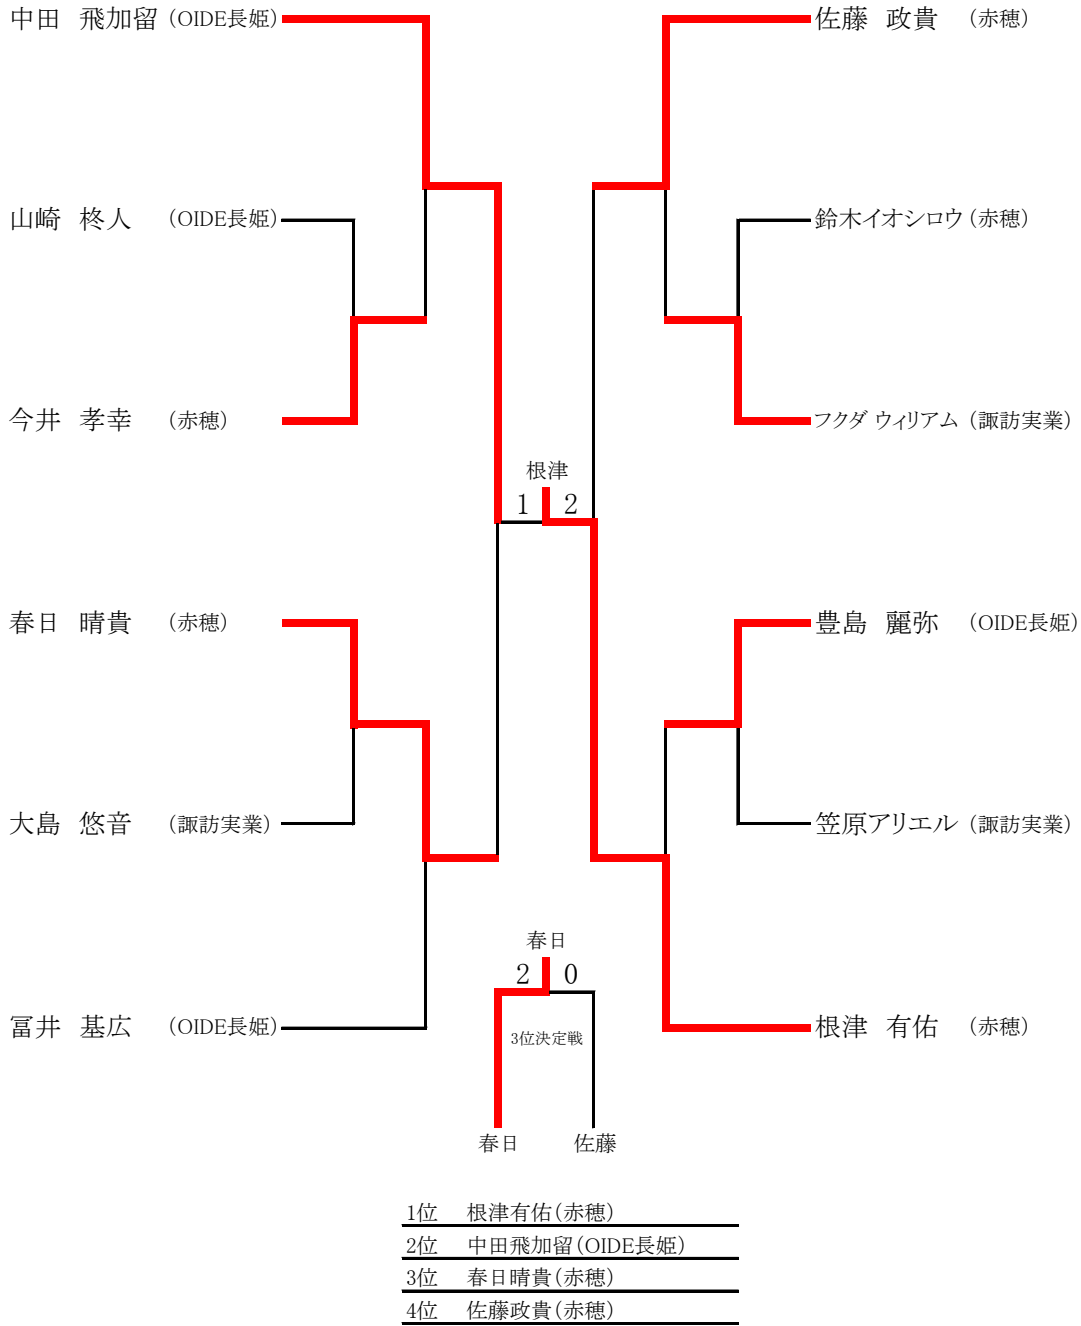 中田 飛加留 (OIDE長姫)
佐藤 政貴 (赤穂)
山崎 柊人 (OIDE長姫)
鈴木イオシロウ (赤穂)
今井 孝幸 (赤穂)
フクダ ウィリアム (諏訪実業)
根津
1 2
春日 晴貴 (赤穂)
豊島 麗弥 (OIDE長姫)
大島 悠音 (諏訪実業)
笠原アリエル (諏訪実業)
春日
2 0
冨井 基広 (OIDE長姫)
3位決定戦
根津 有佑 (赤穂)
春日 佐藤
1位 根津有佑(赤穂)
2位 中田飛加留(OIDE長姫)
3位 春日晴貴(赤穂)
4位 佐藤政貴(赤穂)